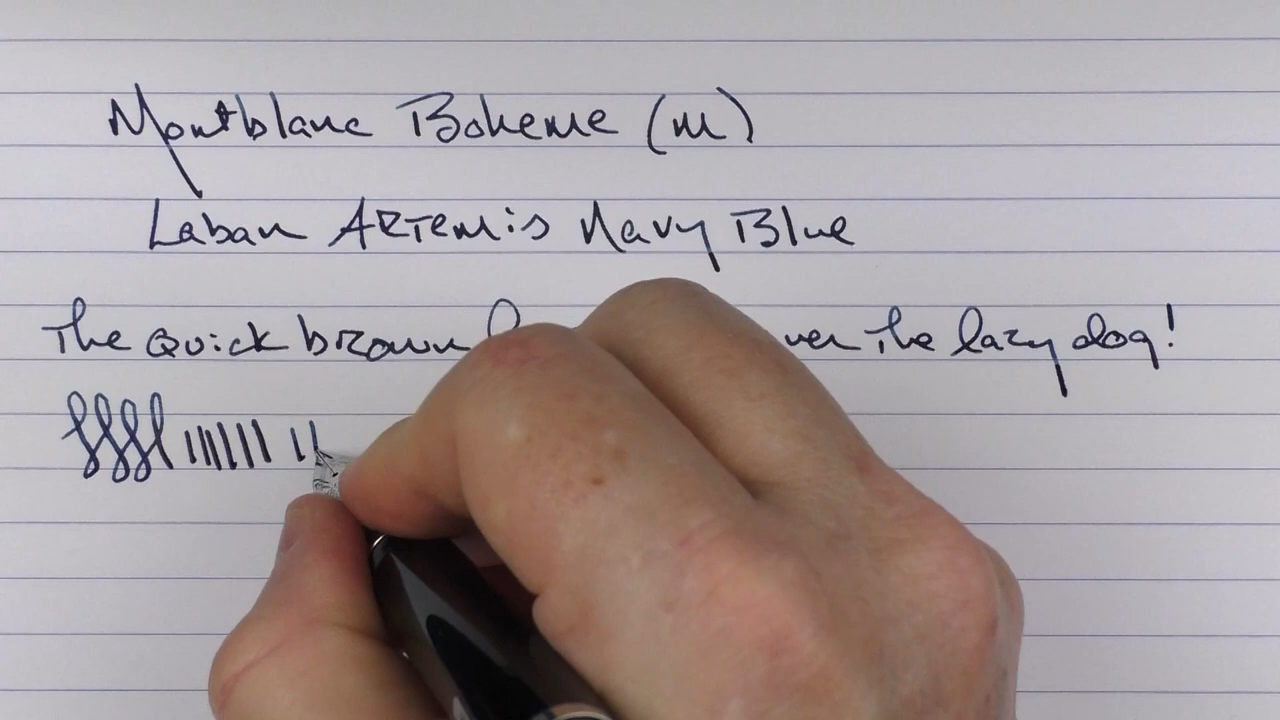 Montblanc Boheme (m)
Laban ARTEMis Navy Blue
The quick brown ver The lazy dog!